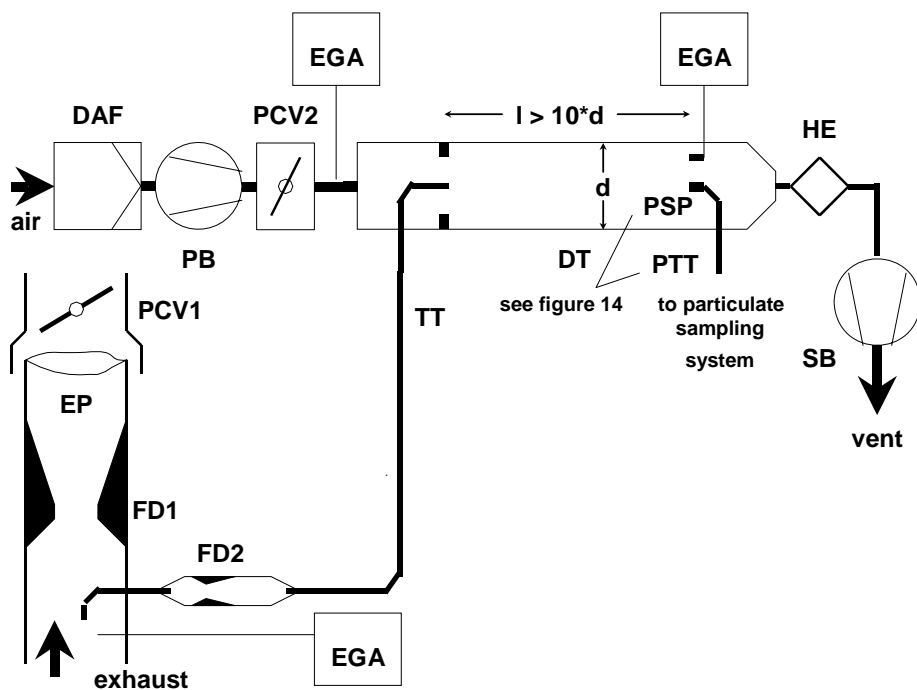 EGA
EGA
DAF
PCV2
l > 10*d
HE
air
d
PSP
PB
DT
PTT
PCV1
TT
see figure 14
to particulate
sampling
system
SB
EP
vent
FD1
FD2
EGA
exhaust